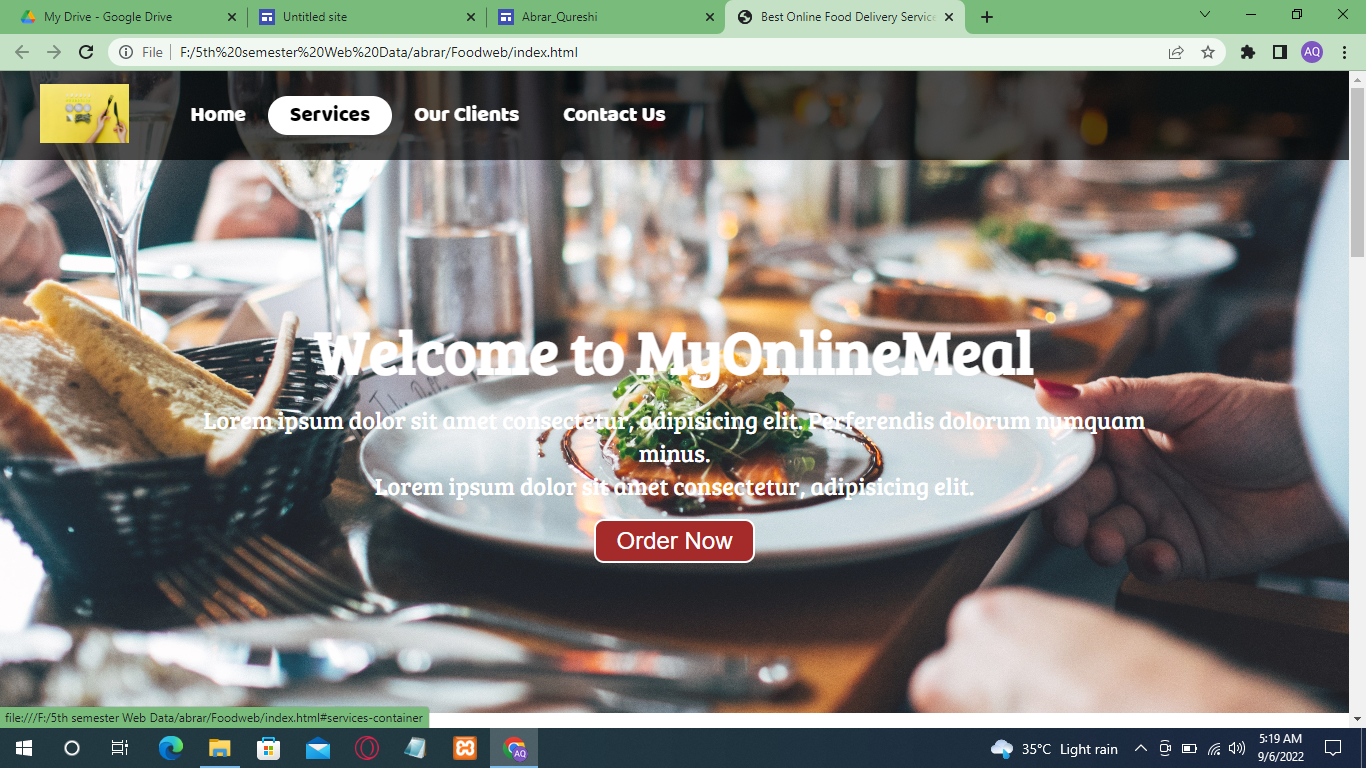 My Drive - Google Drive
Untitled site
Abrar_Qureshi
Best Online Food Delivery Service
File
F:/5th%20semester%20Web%20Data/abrar/Foodweb/index.html
AQ
Home
Services
Our Clients
Contact Us
Welcome to MyOnlineMeal
Lorem ipsum dolor sit amet consectetur, adipisicing elit. Perferendis dolorum numquam
minus.
Lorem ipsum dolor sit amet consectetur, adipisicing elit.
Order Now
file:///F:/5th semester Web Data/abrar/Foodweb/index.html#services-container
AQ
35°C Light rain
5:19 AM
9/6/2022